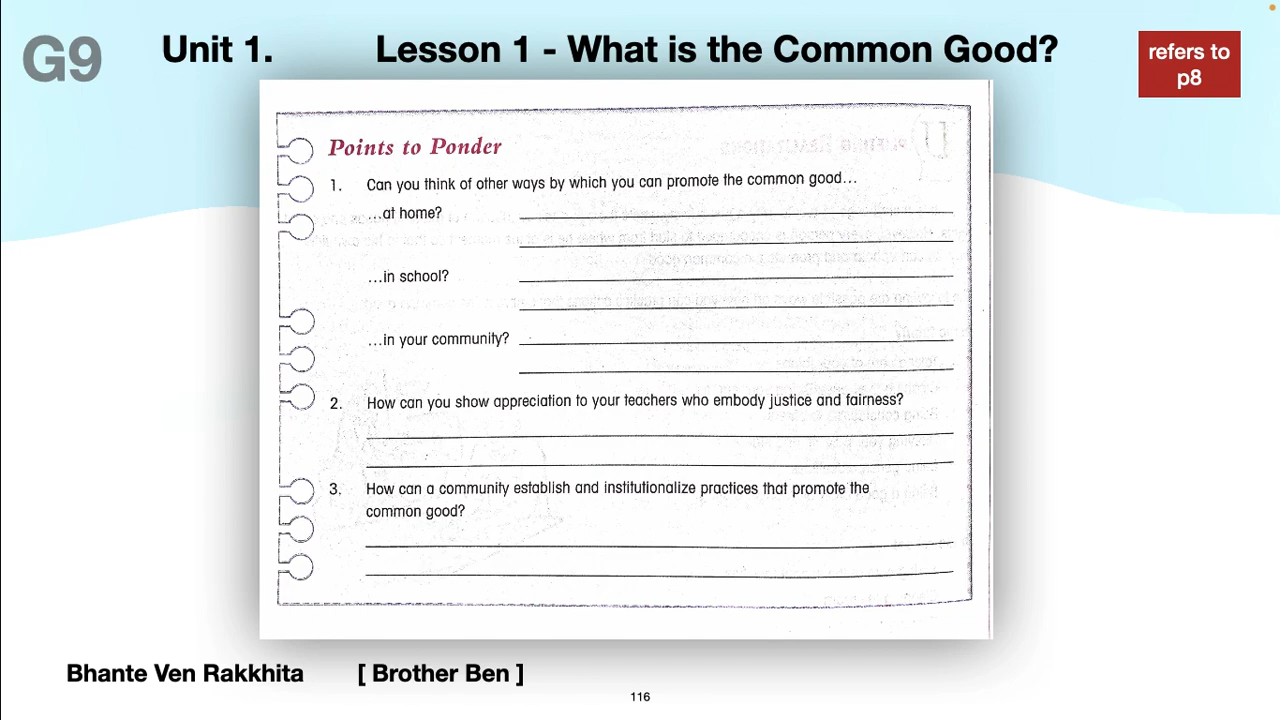 G9
Unit 1. Lesson 1 - What is the Common Good?
refers to
p8
Points to Ponder
1. Can you think of other ways by which you can promote the common good...
...at home?
...in school?
...in your community?
2. How can you show appreciation to your teachers who embody justice and fairness?
3. How can a community establish and institutionalize practices that promote the
common good?
Bhante Ven Rakkhita [ Brother Ben ]
116